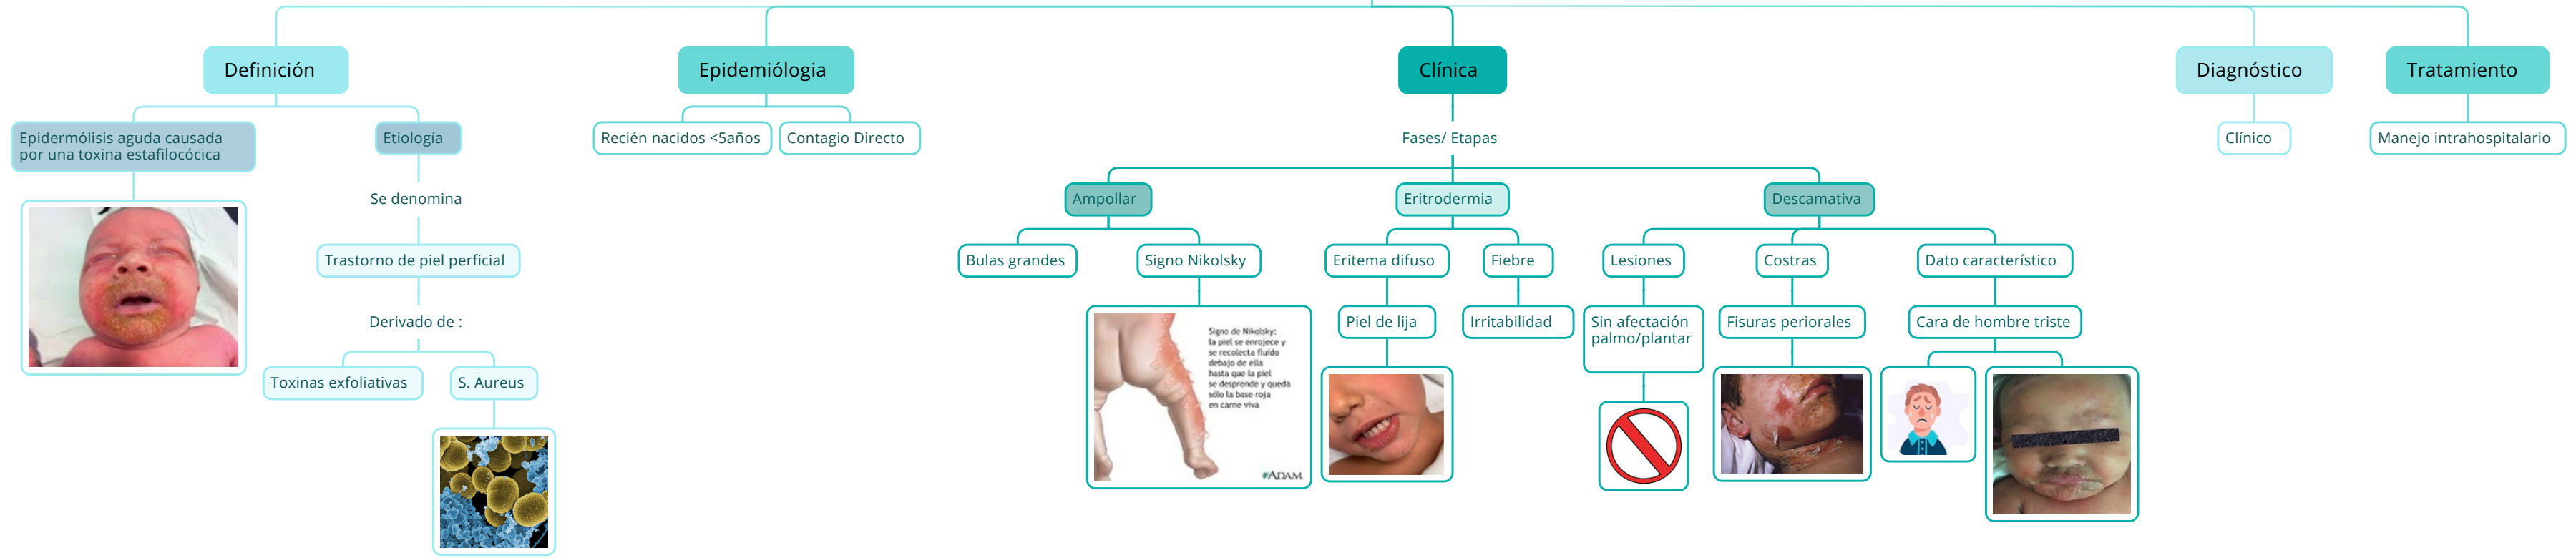 Definición
Epidemiólogia
Clínica
Diagnóstico
Tratamiento
Epidermólisis aguda causada
por una toxina estafilocócica
Etiología
Recién nacidos <5años
Contagio Directo
Fases/ Etapas
Clínico
Manejo intrahospitalario
Se denomina
Ampollar
Eritrodermia
Descamativa
Trastorno de piel perficial
Bulas grandes
Signo Nikolsky
Eritema difuso
Fiebre
Lesiones
Costras
Dato característico
Derivado de :
Signo de Nikolsky:
la piel se enrojece y
se recolecta fluido
debajo de ella
hasta que la piel
se desprende y queda
sólo la base roja
en carne viva
ADAM.
Piel de lija
Irritabilidad
Sin afectación
palmo/plantar
Fisuras periorales
Cara de hombre triste
Toxinas exfoliativas
S. Aureus